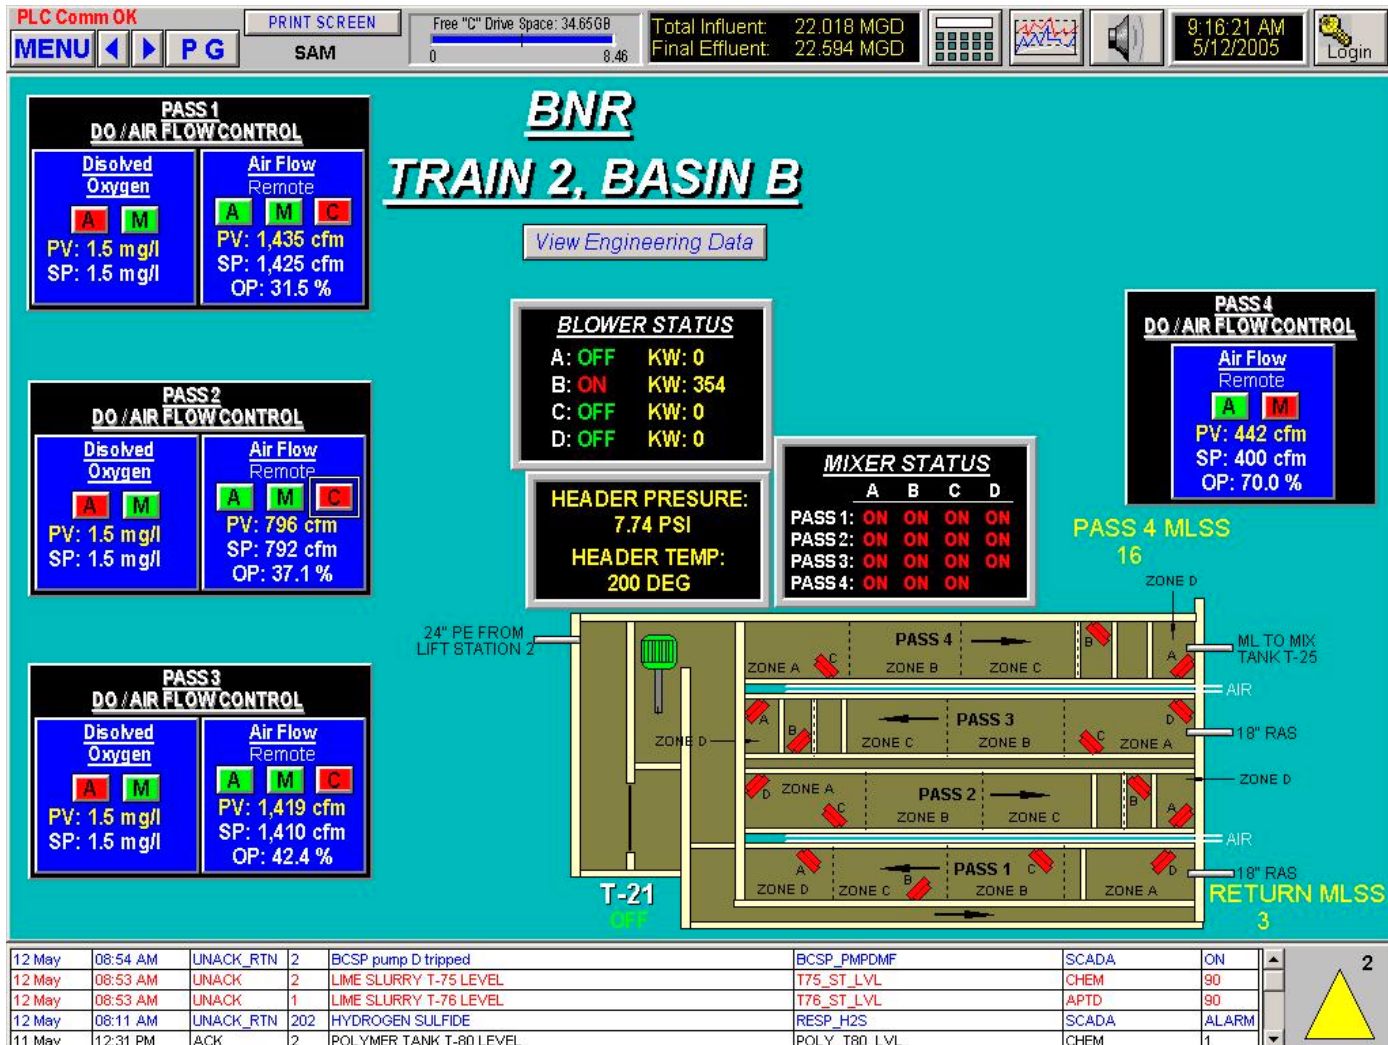 PLC Comm OK
MENU
P G
PRINT SCREEN
SAM
Free "C" Drive Space: 34.65GB
0 8.46
Total Influent: 22.018 MGD
Final Effluent: 22.594 MGD
9:16:21 AM
5/12/2005
Login
BNR
TRAIN 2, BASIN B
View Engineering Data
PASS 1
DO / AIR FLOW CONTROL
Disolved
Oxygen
A M
PV: 1.5 mg/l
SP: 1.5 mg/l
Air Flow
Remote
A M C
PV: 1,435 cfm
SP: 1,425 cfm
OP: 31.5 %
PASS 2
DO / AIR FLOW CONTROL
Disolved
Oxygen
A M
PV: 1.5 mg/l
SP: 1.5 mg/l
Air Flow
Remote
A M C
PV: 796 cfm
SP: 792 cfm
OP: 37.1 %
PASS 3
DO / AIR FLOW CONTROL
Disolved
Oxygen
A M
PV: 1.5 mg/l
SP: 1.5 mg/l
Air Flow
Remote
A M C
PV: 1,419 cfm
SP: 1,410 cfm
OP: 42.4 %
BLOWER STATUS
A: OFF KW: 0
B: ON KW: 354
C: OFF KW: 0
D: OFF KW: 0
HEADER PRESURE:
7.74 PSI
HEADER TEMP:
200 DEG
MIXER STATUS
A B C D
PASS 1: ON ON ON ON
PASS 2: ON ON ON ON
PASS 3: ON ON ON ON
PASS 4: ON ON ON
PASS 4
DO / AIR FLOW CONTROL
Air Flow
Remote
A M
PV: 442 cfm
SP: 400 cfm
OP: 70.0 %
PASS 4 MLSS
16
ZONE D
24" PE FROM
LIFT STATION 2
PASS 4
ZONE A C ZONE B ZONE C B A
ML TO MIX
TANK T-25
AIR
PASS 3
ZONE D A B ZONE C ZONE B C ZONE A D
18" RAS
PASS 2
D ZONE A C ZONE B ZONE C B A
ZONE D
AIR
PASS 1
A ZONE D ZONE C B ZONE B C ZONE A D
18" RAS
T-21
OFF
RETURN MLSS
3
12 May 08:54 AM UNACK_RTN 2 BCSP pump D tripped BCSP_PMPDMF SCADA ON
12 May 08:53 AM UNACK 2 LIME SLURRY T-75 LEVEL T75_ST_LVL CHEM 90
12 May 08:53 AM UNACK 1 LIME SLURRY T-76 LEVEL T76_ST_LVL APTD 90
12 May 08:11 AM UNACK_RTN 202 HYDROGEN SULFIDE RESP_H2S SCADA ALARM
11 May 12:31 PM ACK 2 POLYMER TANK T-80 LEVEL POLY_T80_LVL CHEM 1
2